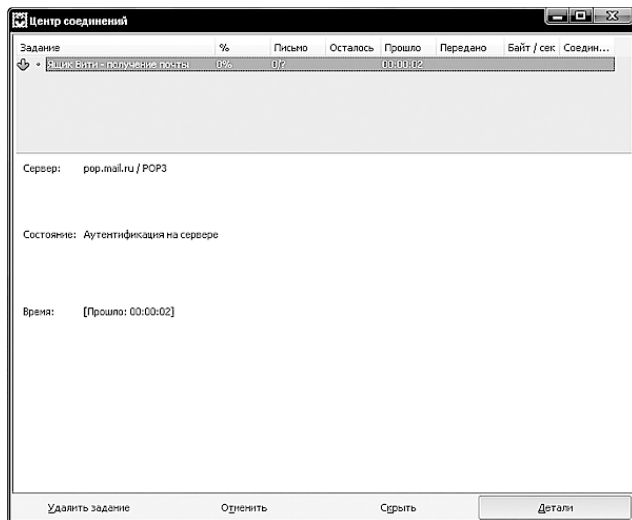 Центр соединений
Задание % Письмо Осталось Прошло Передано Байт / сек Соедин...
Ящик Вити - получение почты 0% 0/? 00:00:02
Сервер: pop.mail.ru / POP3
Состояние: Аутентификация на сервере
Время: [Прошло: 00:00:02]
Удалить задание Отменить Скрыть Детали